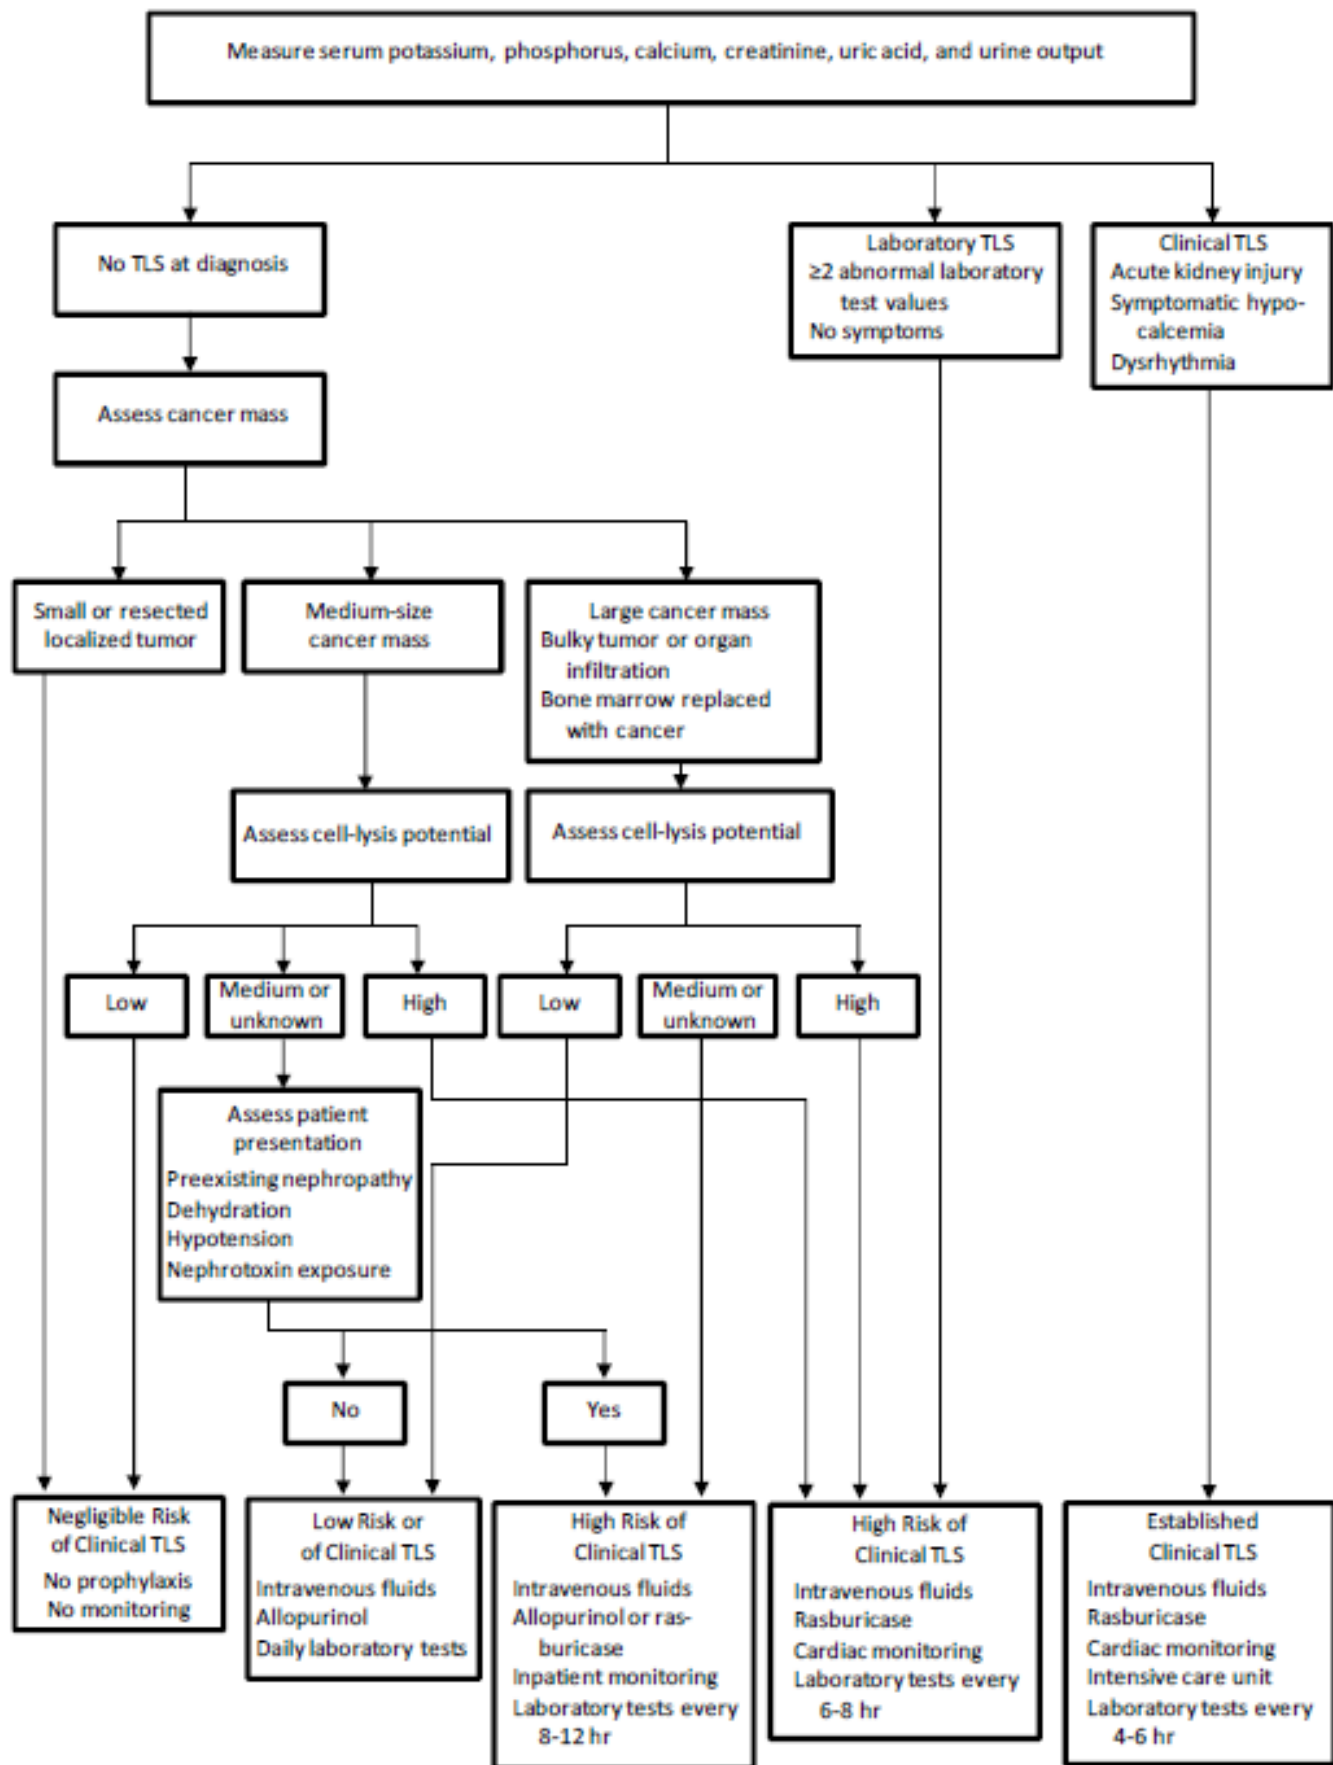 Measure serum potassium, phosphorus, calcium, creatinine, uric acid, and urine output
No TLS at diagnosis
Laboratory TLS
≥2 abnormal laboratory
test values
No symptoms
Clinical TLS
Acute kidney injury
Symptomatic hypo-
calcemia
Dysrhythmia
Assess cancer mass
Small or resected
localized tumor
Medium-size
cancer mass
Large cancer mass
Bulky tumor or organ
infiltration
Bone marrow replaced
with cancer
Assess cell-lysis potential
Assess cell-lysis potential
Low
Medium or
unknown
High
Low
Medium or
unknown
High
Assess patient
presentation
Preexisting nephropathy
Dehydration
Hypotension
Nephrotoxin exposure
No
Yes
Negligible Risk
of Clinical TLS
No prophylaxis
No monitoring
Low Risk or
of Clinical TLS
Intravenous fluids
Allopurinol
Daily laboratory tests
High Risk of
Clinical TLS
Intravenous fluids
Allopurinol or ras-
buricase
Inpatient monitoring
Laboratory tests every
8-12 hr
High Risk of
Clinical TLS
Intravenous fluids
Rasburicase
Cardiac monitoring
Laboratory tests every
6-8 hr
Established
Clinical TLS
Intravenous fluids
Rasburicase
Cardiac monitoring
Intensive care unit
Laboratory tests every
4-6 hr